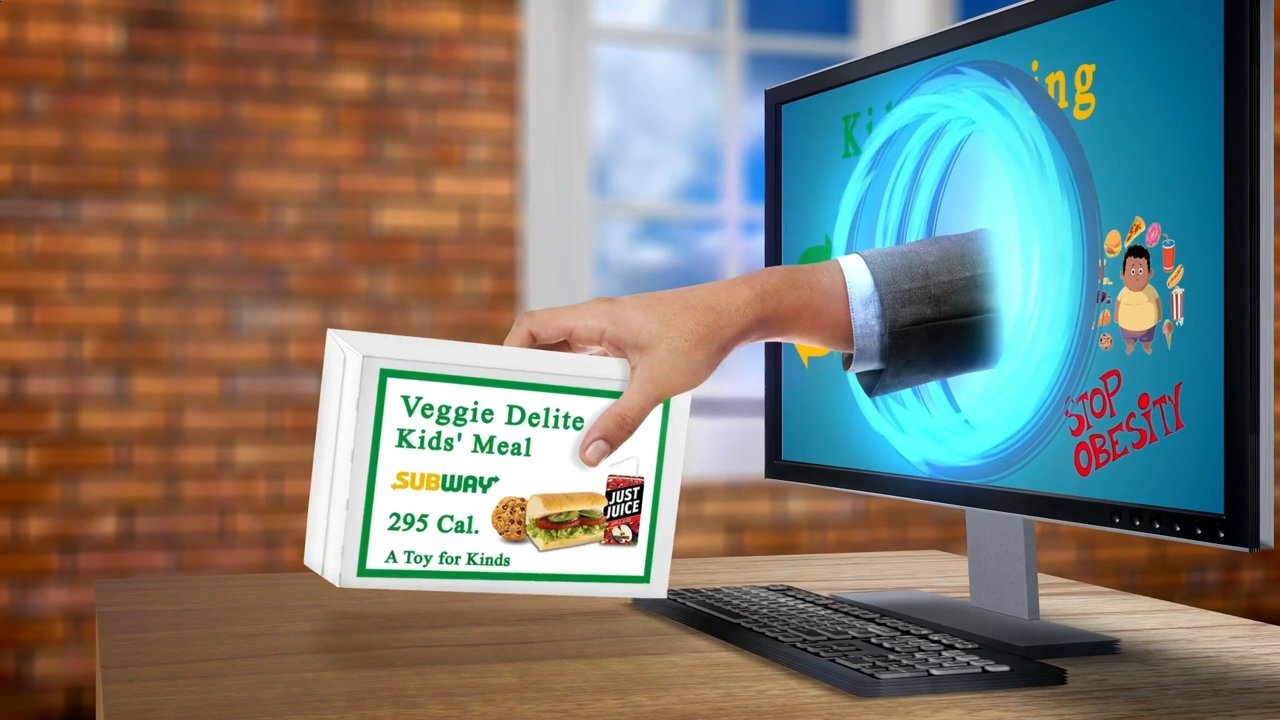 Veggie Delite
Kids' Meal
SUBWAY
295 Cal.
A Toy for Kinds
JUST
JUICE
STOP
OBESITY